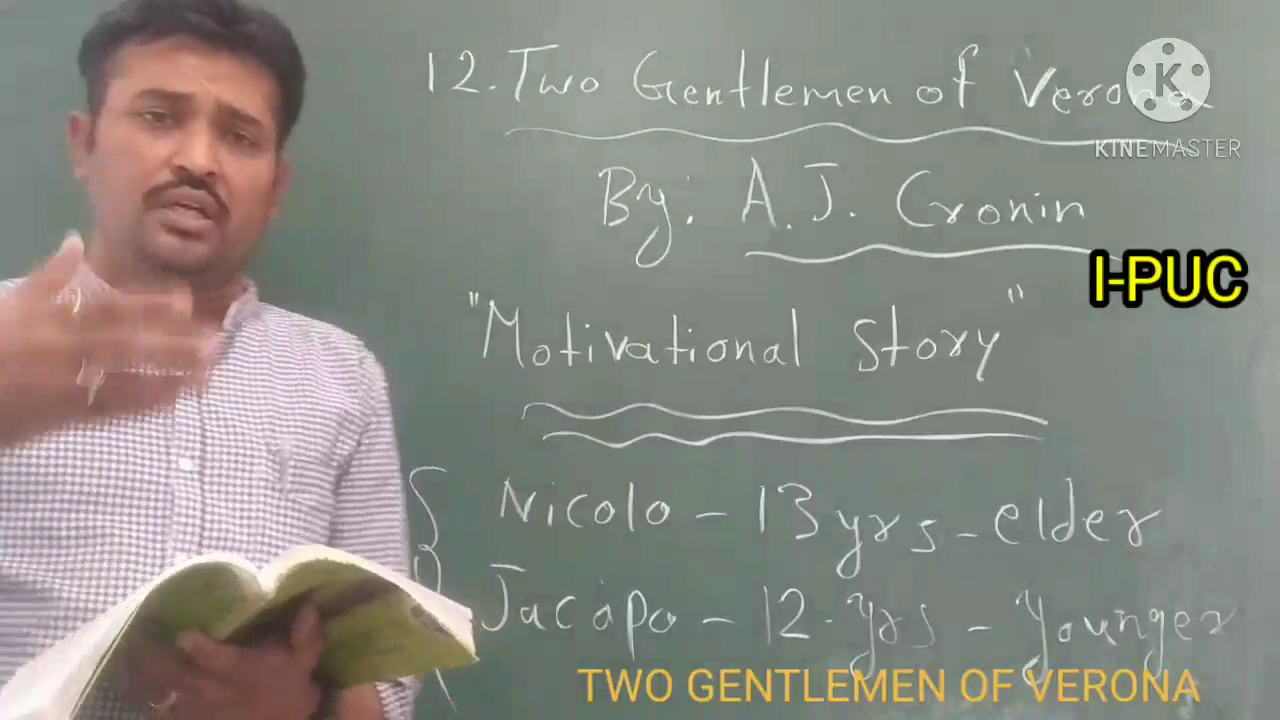 12. Two Gentlemen of Verona
K
KINEMASTER
By: A. J. Cronin
I-PUC
"Motivational Story"
Nicolo - 13 yrs - elder
Jacopo - 12 - yrs - Younger
TWO GENTLEMEN OF VERONA